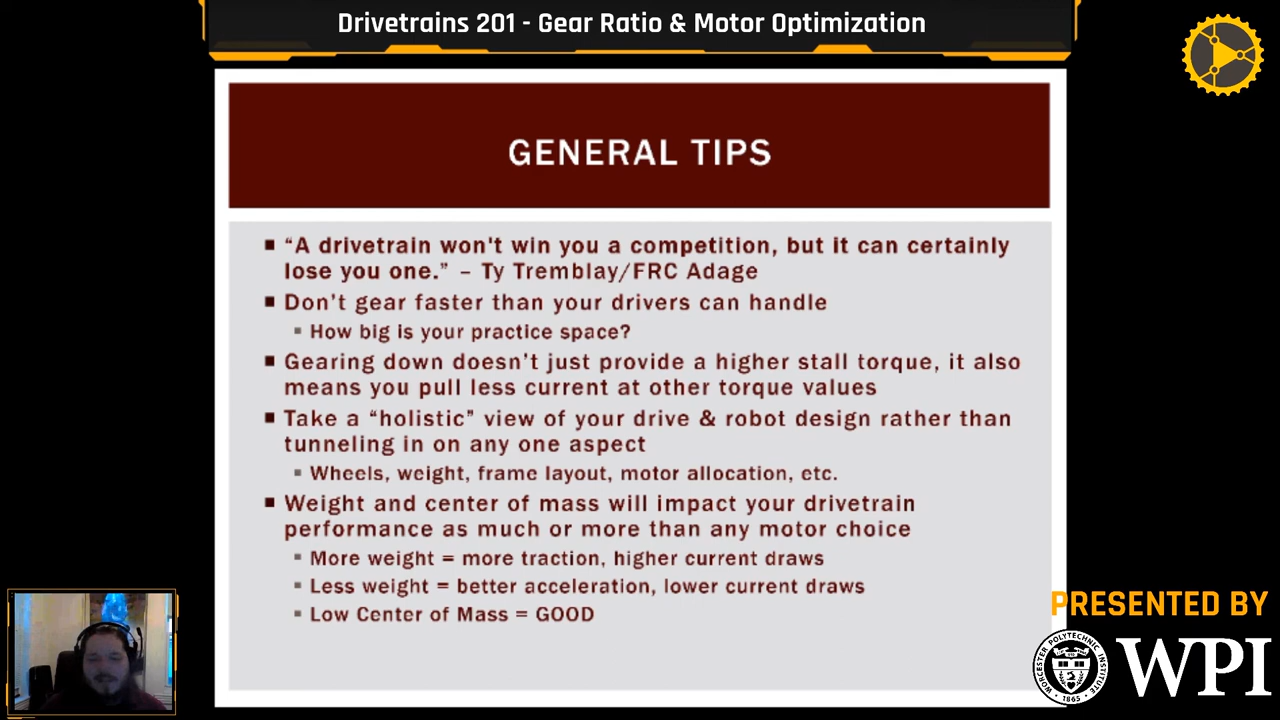 Drivetrains 201 - Gear Ratio & Motor Optimization
GENERAL TIPS
“A drivetrain won't win you a competition, but it can certainly
lose you one.” – Ty Tremblay/FRC Adage
Don’t gear faster than your drivers can handle
How big is your practice space?
Gearing down doesn’t just provide a higher stall torque, it also
means you pull less current at other torque values
Take a “holistic” view of your drive & robot design rather than
tunneling in on any one aspect
Wheels, weight, frame layout, motor allocation, etc.
Weight and center of mass will impact your drivetrain
performance as much or more than any motor choice
More weight = more traction, higher current draws
Less weight = better acceleration, lower current draws
Low Center of Mass = GOOD
PRESENTED BY
WORCESTER POLYTECHNIC INSTITUTE
1865
WPI